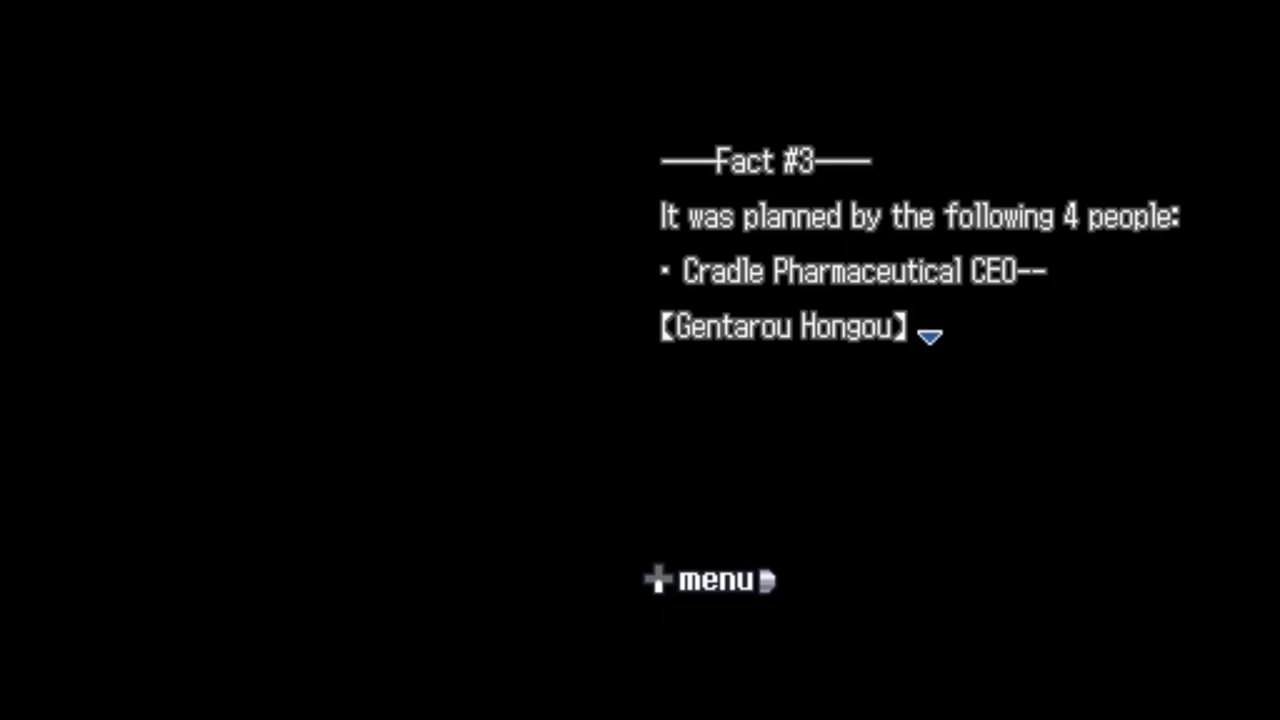 ──Fact #3──
It was planned by the following 4 people:
· Cradle Pharmaceutical CEO--
【Gentarou Hongou】
menu